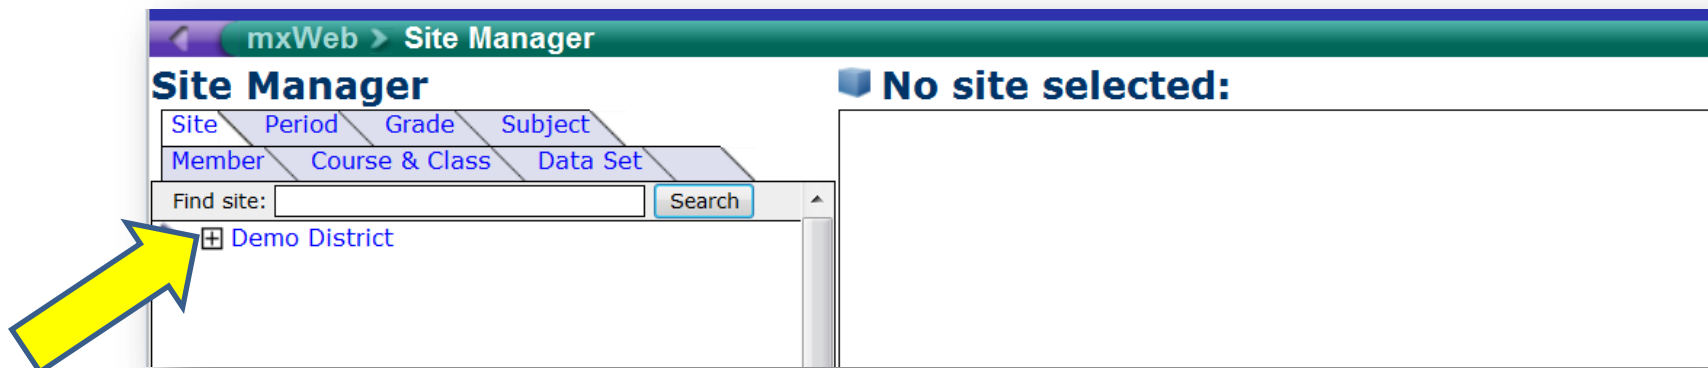 mxWeb > Site Manager
Site Manager
No site selected:
Site Period Grade Subject
Member Course & Class Data Set
Find site: Search
Demo District